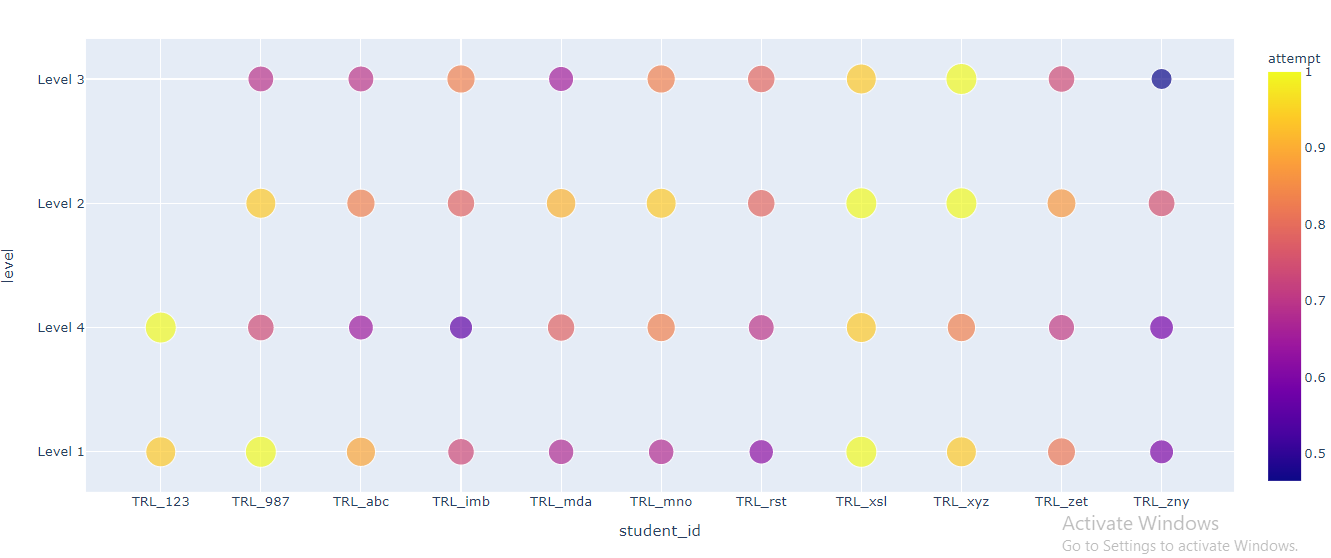 attempt
Level 3
1
0.9
Level 2
0.8
level
0.7
Level 4
0.6
Level 1
0.5
TRL_123 TRL_987 TRL_abc TRL_imb TRL_mda TRL_mno TRL_rst TRL_xsl TRL_xyz TRL_zet TRL_zny
student_id
Activate Windows
Go to Settings to activate Windows.